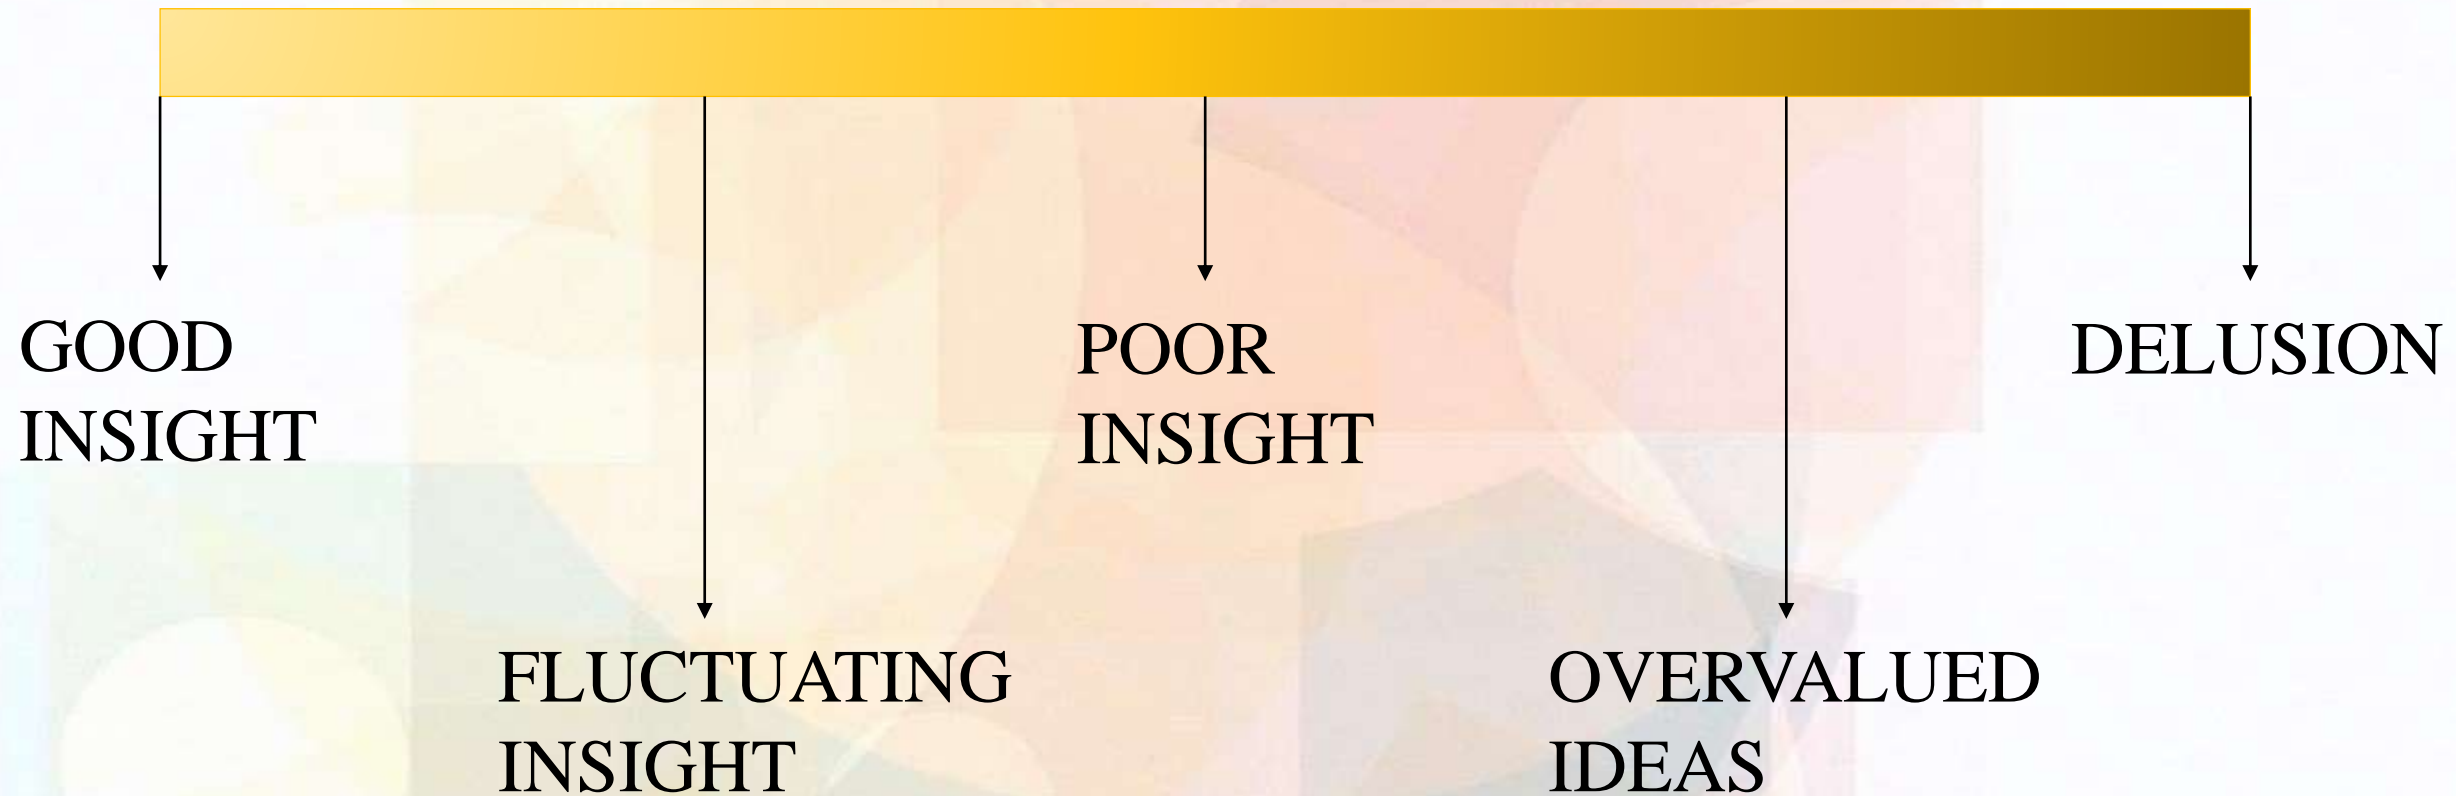 GOOD
INSIGHT
FLUCTUATING
INSIGHT
POOR
INSIGHT
OVERVALUED
IDEAS
DELUSION